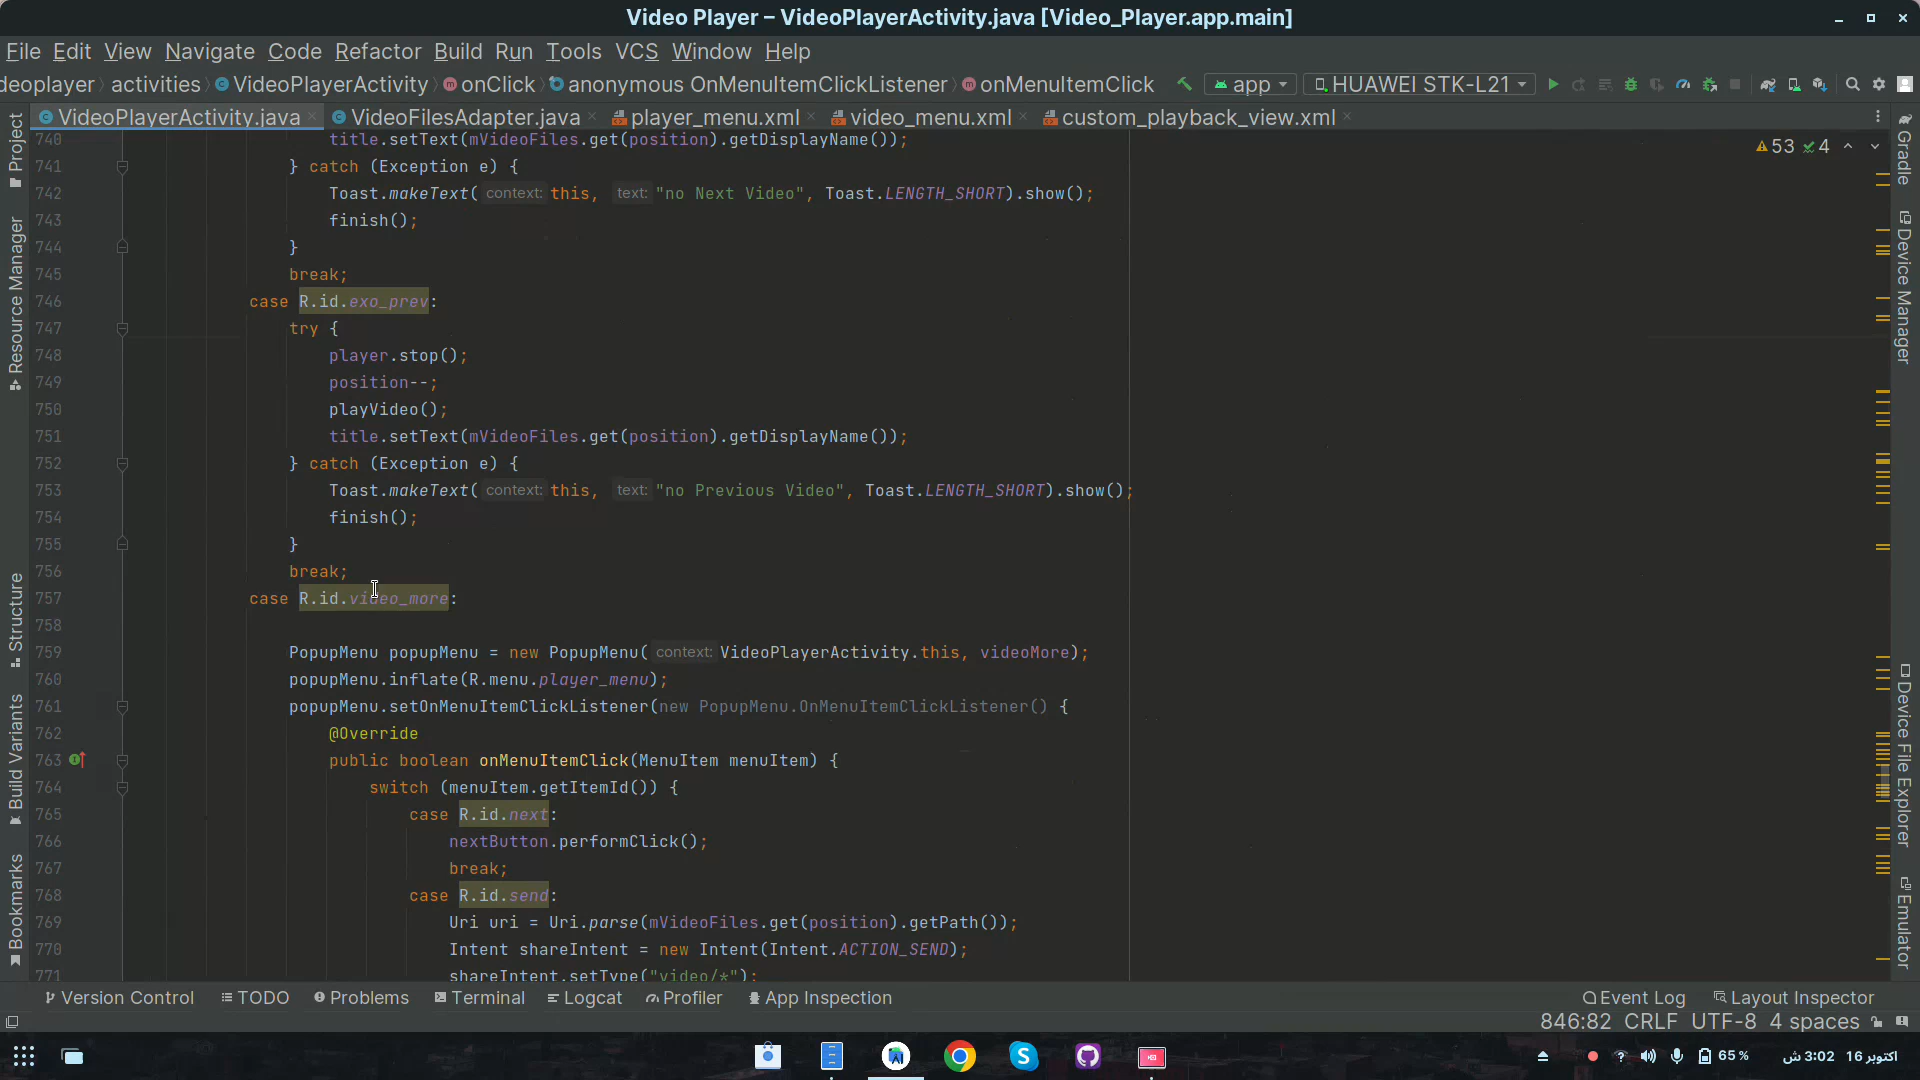 Video Player – VideoPlayerActivity.java [Video_Player.app.main]
File Edit View Navigate Code Refactor Build Run Tools VCS Window Help
deoplayer activities VideoPlayerActivity onClick anonymous OnMenuItemClickListener onMenuItemClick app HUAWEI STK-L21
VideoPlayerActivity.java VideoFilesAdapter.java player_menu.xml video_menu.xml custom_playback_view.xml
53 4
740 title.setText(mVideoFiles.get(position).getDisplayName());
741 } catch (Exception e) {
742 Toast.makeText( context: this, text: "no Next Video", Toast.LENGTH_SHORT).show();
743 finish();
744 }
745 break;
746 case R.id.exo_prev:
747 try {
748 player.stop();
749 position--;
750 playVideo();
751 title.setText(mVideoFiles.get(position).getDisplayName());
752 } catch (Exception e) {
753 Toast.makeText( context: this, text: "no Previous Video", Toast.LENGTH_SHORT).show();
754 finish();
755 }
756 break;
757 case R.id.video_more:
758
759 PopupMenu popupMenu = new PopupMenu( context: VideoPlayerActivity.this, videoMore);
760 popupMenu.inflate(R.menu.player_menu);
761 popupMenu.setOnMenuItemClickListener(new PopupMenu.OnMenuItemClickListener() {
762 @Override
763 public boolean onMenuItemClick(MenuItem menuItem) {
764 switch (menuItem.getItemId()) {
765 case R.id.next:
766 nextButton.performClick();
767 break;
768 case R.id.send:
769 Uri uri = Uri.parse(mVideoFiles.get(position).getPath());
770 Intent shareIntent = new Intent(Intent.ACTION_SEND);
771 shareIntent.setType("video/*");
Project
Resource Manager
Structure
Build Variants
Bookmarks
Gradle
Device Manager
Device File Explorer
Emulator
Version Control TODO Problems Terminal Logcat Profiler App Inspection Event Log Layout Inspector
846:82 CRLF UTF-8 4 spaces
65 % 3:02 ش اکتوبر 16